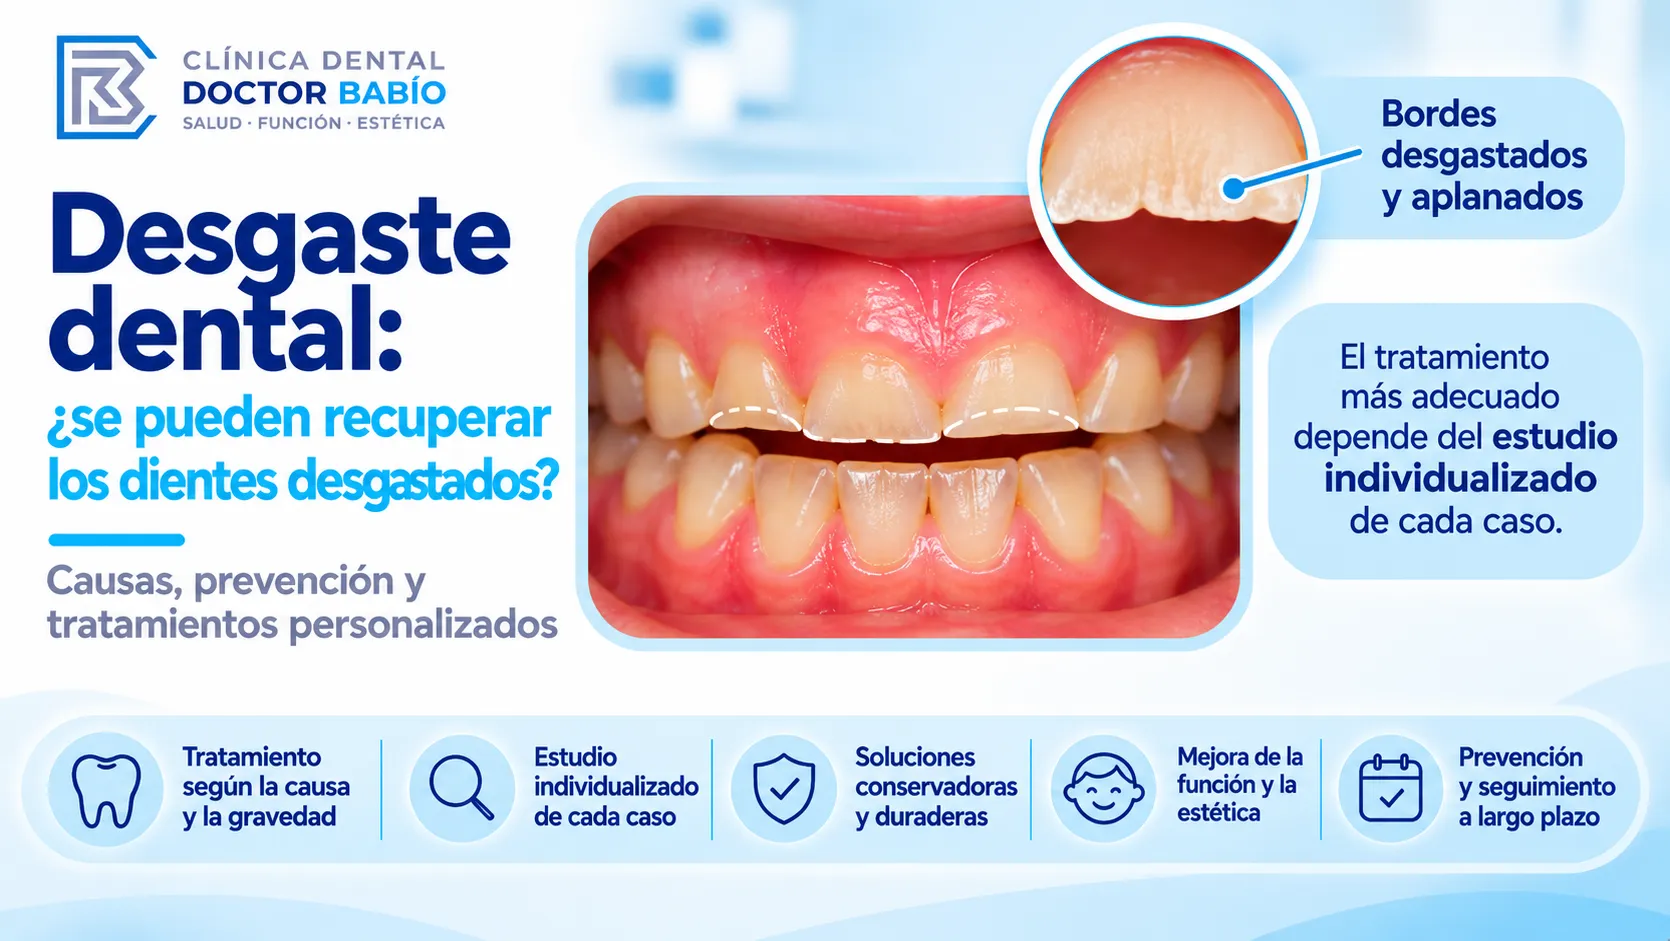 CLÍNICA DENTAL
DOCTOR BABÍO
SALUD · FUNCIÓN · ESTÉTICA
Desgaste
dental:
¿se pueden recuperar
los dientes desgastados?
Causas, prevención y
tratamientos personalizados
Bordes
desgastados
y aplanados
El tratamiento
más adecuado
depende del estudio
individualizado
de cada caso.
Tratamiento
según la causa
y la gravedad
Estudio
individualizado
de cada caso
Soluciones
conservadoras
y duraderas
Mejora de la
función y la
estética
Prevención
y seguimiento
a largo plazo